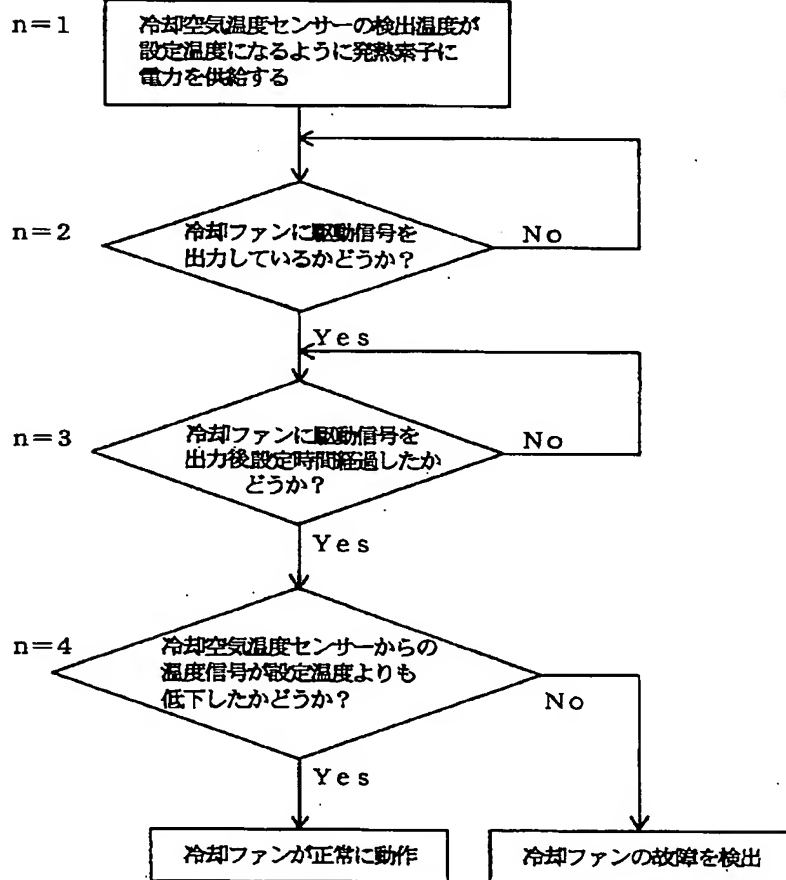 n=1
冷却空気温度センサーの検出温度が
設定温度になるように発熱素子に
電力を供給する
n=2
冷却ファンに駆動信号を
出力しているかどうか?
No
Yes
n=3
冷却ファンに駆動信号を
出力後設定時間経過したか
どうか?
No
Yes
n=4
冷却空気温度センサーからの
温度信号が設定温度よりも
低下したかどうか?
No
Yes
冷却ファンが正常に動作
冷却ファンの故障を検出